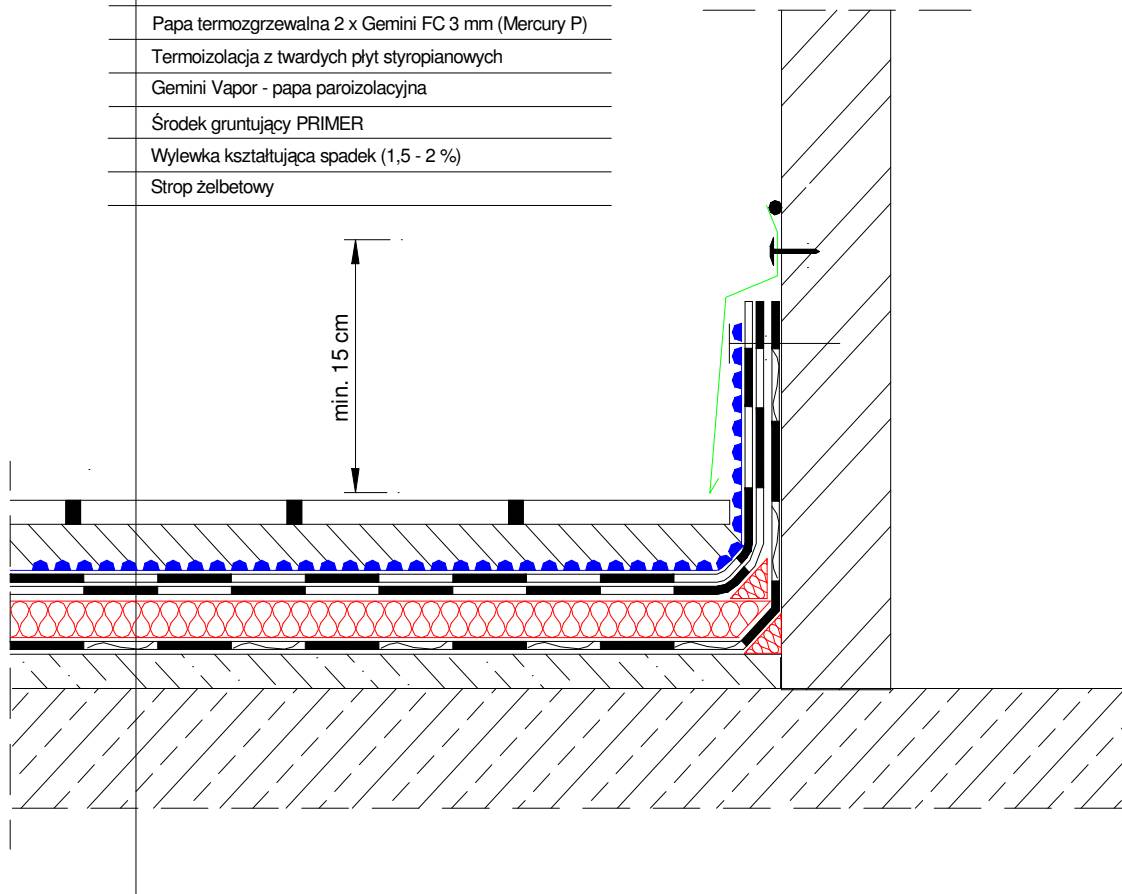 Papa termozgrzewalna 2 x Gemini FC 3 mm (Mercury P)
Termoizolacja z twardych płyt styropianowych
Gemini Vapor - papa paroizolacyjna
Środek gruntujący PRIMER
Wylewka kształtująca spadek (1,5 - 2 %)
Strop żelbetowy
min. 15 cm